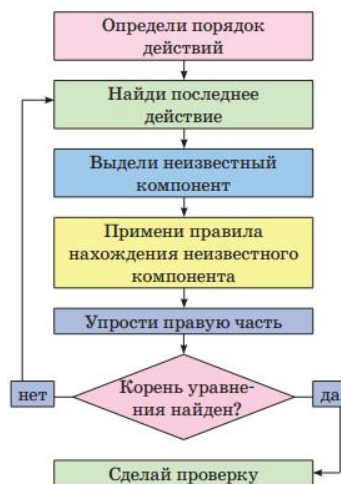 Определи порядок
действий
Найди последнее
действие
Выдели неизвестный
компонент
Примени правила
нахождения неизвестного
компонента
Упрости правую часть
Корень уравне-
ния найден?
нет
да
Сделай проверку